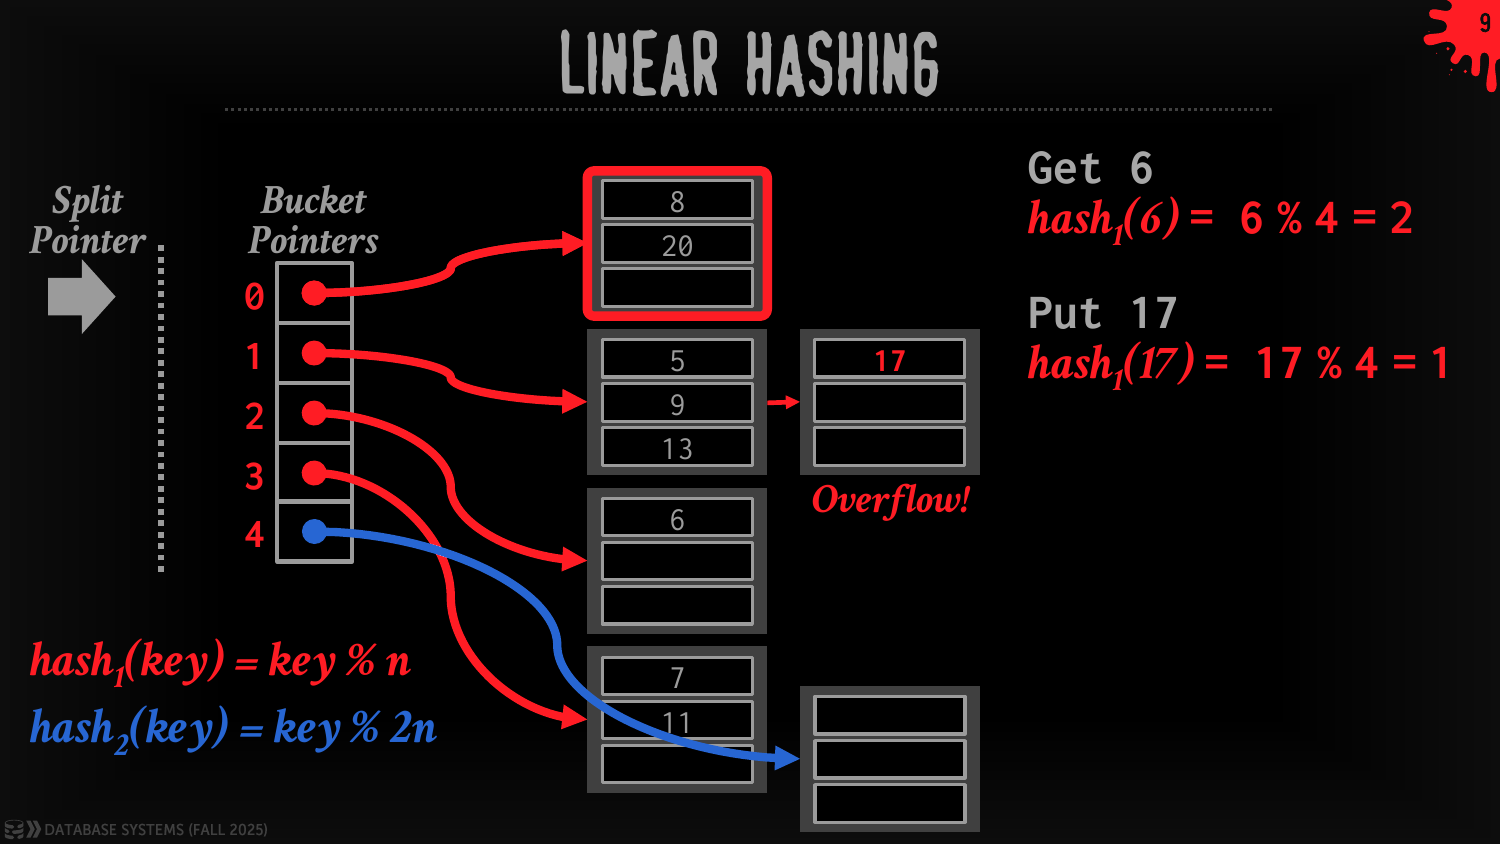 LINEAR HASHING
9
Split
Pointer
Bucket
Pointers
0
1
2
3
4
8
20
5
9
13
17
Overflow!
6
7
11
Get 6
hash1(6) = 6 % 4 = 2
Put 17
hash1(17) = 17 % 4 = 1
hash1(key) = key % n
hash2(key) = key % 2n
DATABASE SYSTEMS (FALL 2025)